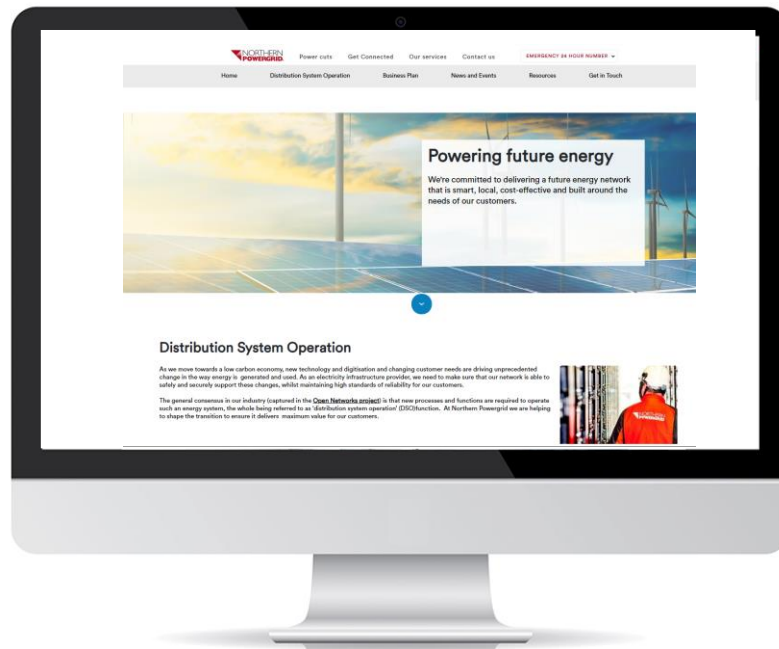 NORTHERN
POWERGRID
Power cuts Get Connected Our services Contact us EMERGENCY 24 HOUR NUMBER
Home Distribution System Operation Business Plan News and Events Resources Get in Touch
Powering future energy
We're committed to delivering a future energy network
that is smart, local, cost-effective and built around the
needs of our customers.
Distribution System Operation
As we move towards a low carbon economy, new technology and digitisation and changing customer needs are driving unprecedented
change in the way energy is generated and used. As an electricity infrastructure provider, we need to make sure that our network is able to
safely and securely support these changes, whilst maintaining high standards of reliability for our customers.
The general consensus in our industry (captured in the Open Networks project) is that new processes and functions are required to operate
such an energy system, the whole being referred to as 'distribution system operation' (DSO)function. At Northern Powergrid we are helping
to shape the transition to ensure it delivers maximum value for our customers.
NORTHERN
POWERGRID